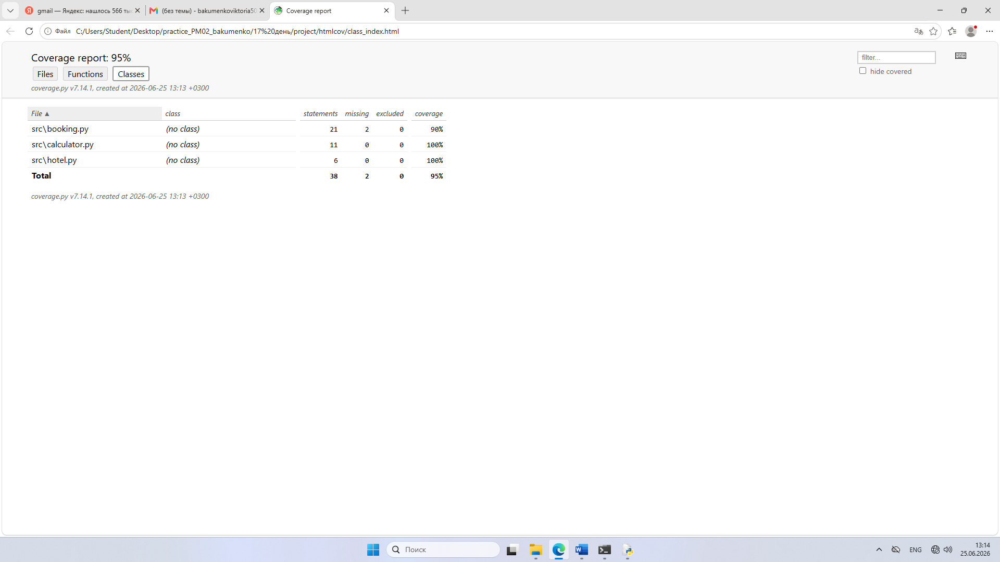 gmail — Яндекс: нашлось 566 тыс
(без темы) - bakumenkoviktoria50
Coverage report
Файл
C:/Users/Student/Desktop/practice_PM02_bakumenko/17%20день/project/htmlcov/class_index.html
Coverage report: 95%
filter...
Files Functions Classes
hide covered
coverage.py v7.14.1, created at 2026-06-25 13:13 +0300
File ▲ class statements missing excluded coverage
src\booking.py (no class) 21 2 0 90%
src\calculator.py (no class) 11 0 0 100%
src\hotel.py (no class) 6 0 0 100%
Total 38 2 0 95%
coverage.py v7.14.1, created at 2026-06-25 13:13 +0300
Поиск
ENG
13:14
25.06.2026